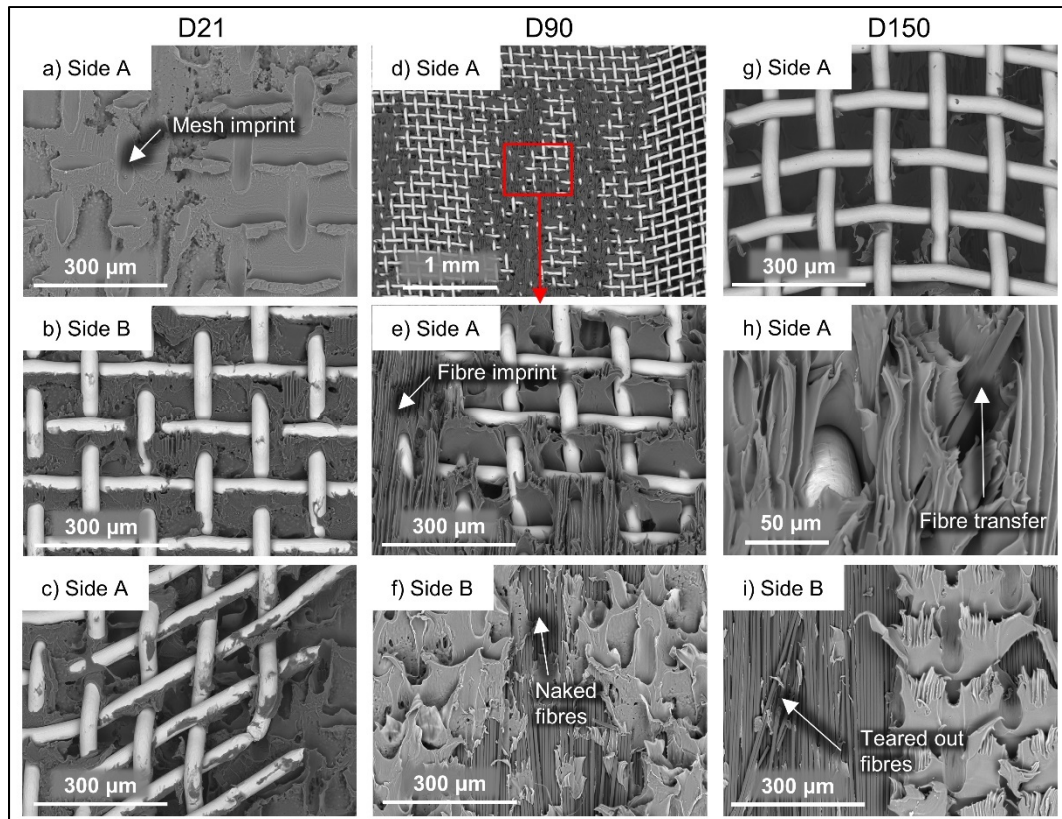 D21
D90
D150
a) Side A
Mesh imprint
300 µm
d) Side A
1 mm
g) Side A
300 µm
b) Side B
300 µm
e) Side A
Fibre imprint
300 µm
h) Side A
50 µm
Fibre transfer
c) Side A
300 µm
f) Side B
Naked
fibres
300 µm
i) Side B
Teared out
fibres
300 µm